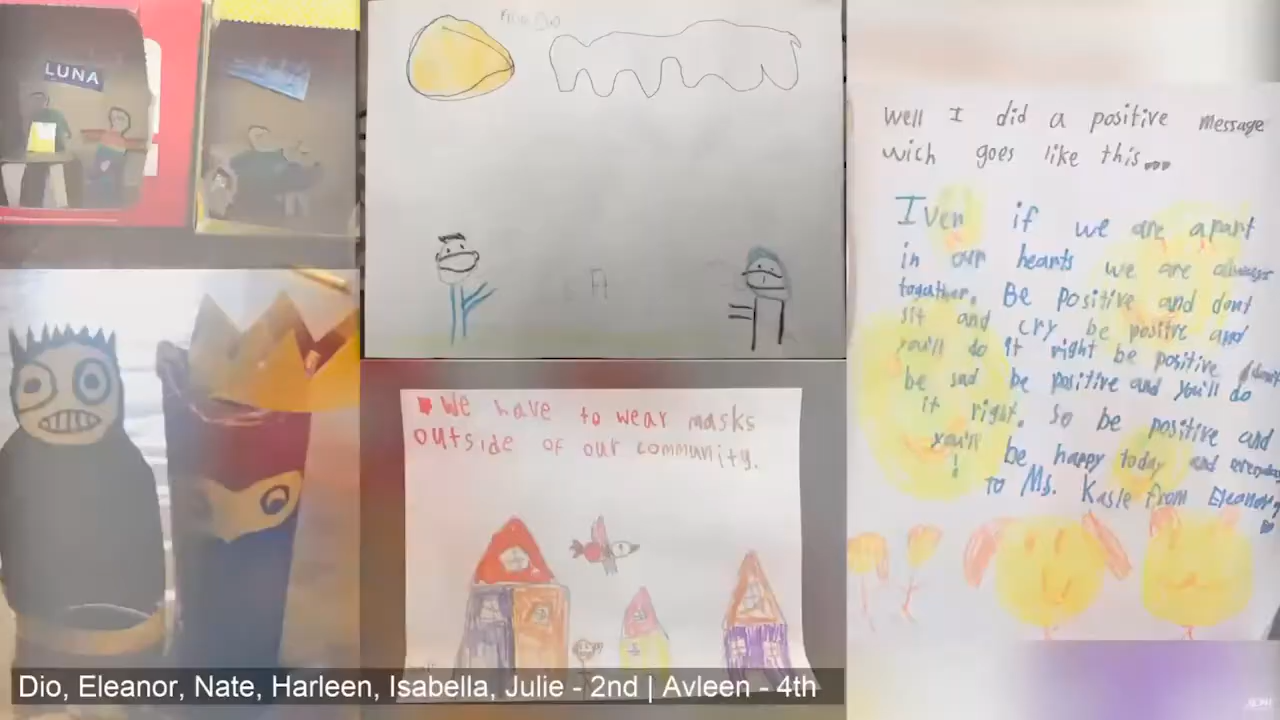 LUNA
From Dio
We have to wear masks
outside of our community.
Well I did a positive message
wich goes like this...
Iven if we are apart
in our hearts we are always
together. Be Positive and dont
sit and cry be positve and
you'll do it right be positive don't
be sad be positive and you'll do
it right. So be positive and
you'll be happy today and everyday
!
to Ms. Kasle from Eleanor
Dio, Eleanor, Nate, Harleen, Isabella, Julie - 2nd | Avleen - 4th